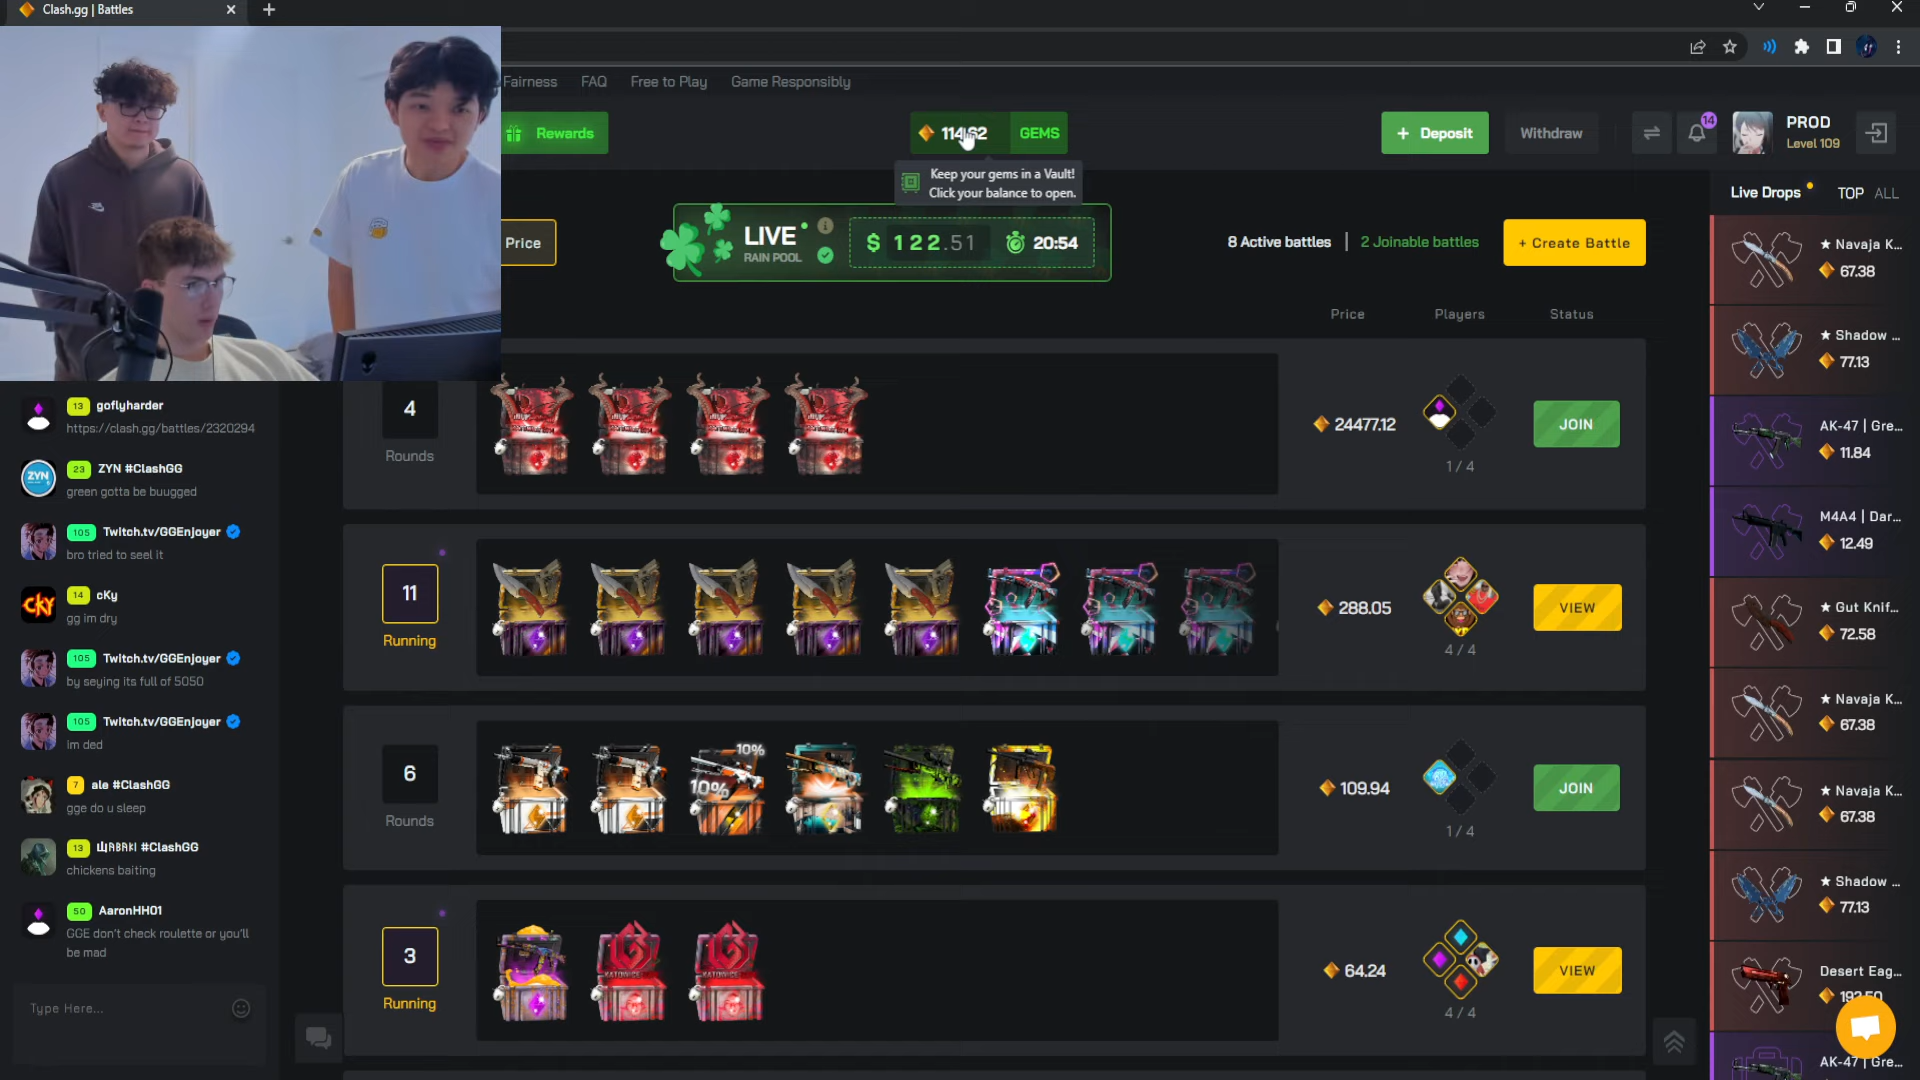 Clash.gg | Battles
Fairness FAQ Free to Play Game Responsibly
Rewards
GEMS
Keep your gems in a Vault!
Click your balance to open.
+ Deposit
Withdraw
14
PROD
Level 109
Price
LIVE
RAIN POOL
$ 122.51
20:54
8 Active battles | 2 Joinable battles
+ Create Battle
Live Drops TOP ALL
Price Players Status
4
Rounds
24477.12
1 / 4
JOIN
11
Running
288.05
4 / 4
VIEW
6
Rounds
10%
10%
109.94
1 / 4
JOIN
3
Running
64.24
4 / 4
VIEW
13 goflyharder
https://clash.gg/battles/2320294
ZYN
23 ZYN #ClashGG
green gotta be buugged
105 Twitch.tv/GGEnjoyer
bro tried to seel it
CKY
14 cKy
gg im dry
105 Twitch.tv/GGEnjoyer
by seying its full of 5050
105 Twitch.tv/GGEnjoyer
im ded
7 ale #ClashGG
gge do u sleep
13 #ClashGG
chickens baiting
50 AaronHH01
GGE don't check roulette or you'll
be mad
Type Here...
★ Navaja K...
67.38
★ Shadow ...
77.13
AK-47 | Gre...
11.84
M4A4 | Dar...
12.49
★ Gut Knif...
72.58
★ Navaja K...
67.38
★ Navaja K...
67.38
★ Shadow ...
77.13
Desert Eag...
AK-47 | Gre...